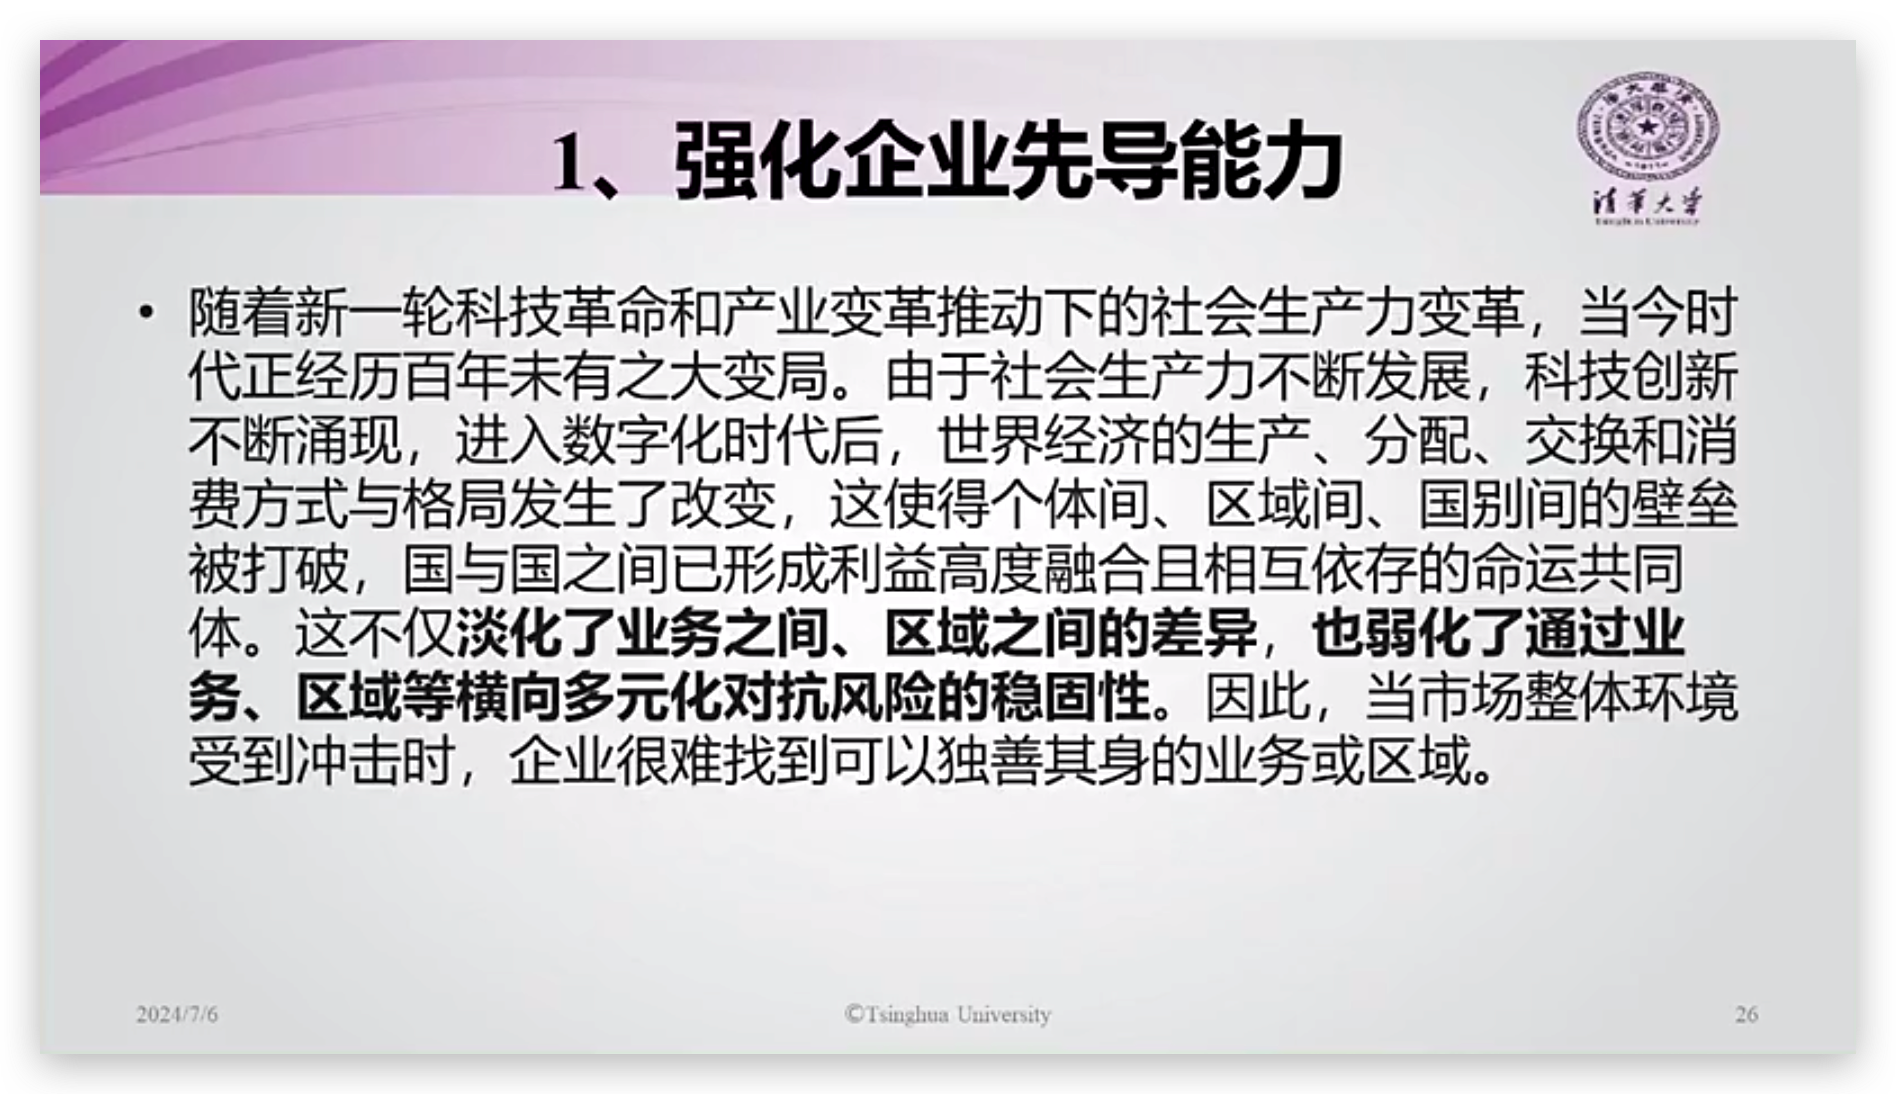 1、强化企业先导能力
清华大学
Tsinghua University
• 随着新一轮科技革命和产业变革推动下的社会生产力变革，当今时
代正经历百年未有之大变局。由于社会生产力不断发展，科技创新
不断涌现，进入数字化时代后，世界经济的生产、分配、交换和消
费方式与格局发生了改变，这使得个体间、区域间、国别间的壁垒
被打破，国与国之间已形成利益高度融合且相互依存的命运共同
体。这不仅淡化了业务之间、区域之间的差异，也弱化了通过业
务、区域等横向多元化对抗风险的稳固性。因此，当市场整体环境
受到冲击时，企业很难找到可以独善其身的业务或区域。
2024/7/6
©Tsinghua University
26